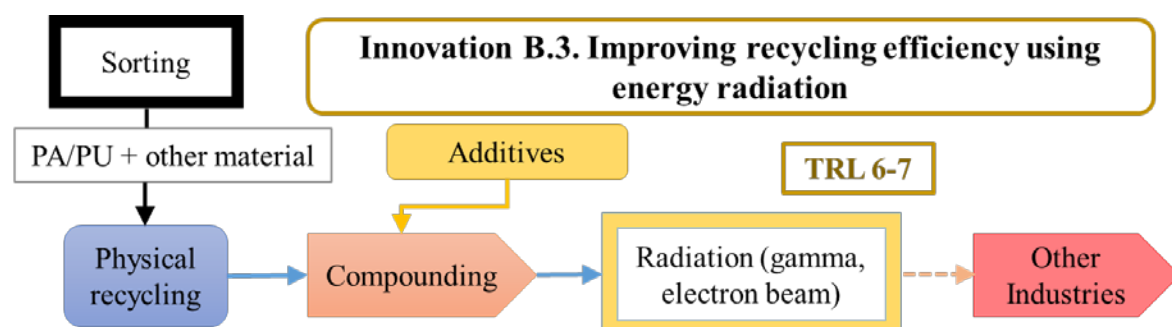 Sorting
Innovation B.3. Improving recycling efficiency using
energy radiation
PA/PU + other material
Additives
TRL 6-7
Physical
recycling
Compounding
Radiation (gamma,
electron beam)
Other
Industries